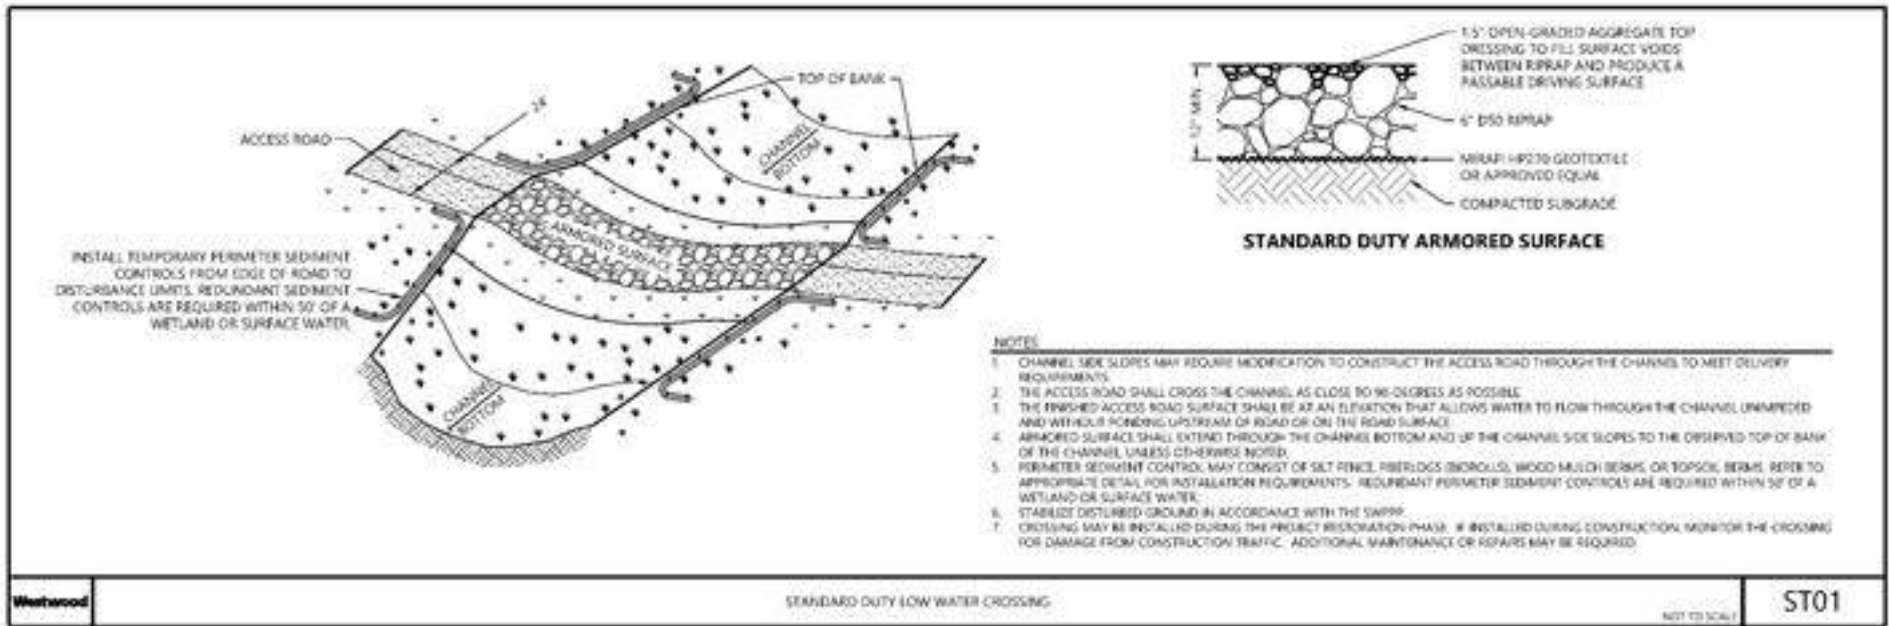 TOP OF BANK
24'
ACCESS ROAD
CHANNEL
BOTTOM
ARMORED SURFACE
INSTALL TEMPORARY PERIMETER SEDIMENT
CONTROLS FROM EDGE OF ROAD TO
DISTURBANCE LIMITS. REDUNDANT SEDIMENT
CONTROLS ARE REQUIRED WITHIN 50' OF A
WETLAND OR SURFACE WATER.
CHANNEL
BOTTOM
1.5" OPEN-GRADED AGGREGATE TOP
DRESSING TO FILL SURFACE VOIDS
BETWEEN RIPRAP AND PRODUCE A
PASSABLE DRIVING SURFACE
12" MIN.
6" D50 RIPRAP
MIRAFI HP270 GEOTEXTILE
OR APPROVED EQUAL
COMPACTED SUBGRADE
STANDARD DUTY ARMORED SURFACE
NOTES
1. CHANNEL SIDE SLOPES MAY REQUIRE MODIFICATION TO CONSTRUCT THE ACCESS ROAD THROUGH THE CHANNEL TO MEET DELIVERY
REQUIREMENTS.
2. THE ACCESS ROAD SHALL CROSS THE CHANNEL AS CLOSE TO 90-DEGREES AS POSSIBLE.
3. THE FINISHED ACCESS ROAD SURFACE SHALL BE AT AN ELEVATION THAT ALLOWS WATER TO FLOW THROUGH THE CHANNEL UNIMPEDED
AND WITHOUT PONDING UPSTREAM OF ROAD OR ON THE ROAD SURFACE.
4. ARMORED SURFACE SHALL EXTEND THROUGH THE CHANNEL BOTTOM AND UP THE CHANNEL SIDE SLOPES TO THE OBSERVED TOP OF BANK
OF THE CHANNEL, UNLESS OTHERWISE NOTED.
5. PERIMETER SEDIMENT CONTROL MAY CONSIST OF SILT FENCE, FIBERLOGS (BIOROLLS), WOOD MULCH BERMS, OR TOPSOIL BERMS. REFER TO
APPROPRIATE DETAIL FOR INSTALLATION REQUIREMENTS. REDUNDANT PERIMETER SEDIMENT CONTROLS ARE REQUIRED WITHIN 50' OF A
WETLAND OR SURFACE WATER.
6. STABILIZE DISTURBED GROUND IN ACCORDANCE WITH THE SWPPP.
7. CROSSING MAY BE INSTALLED DURING THE PROJECT RESTORATION PHASE. IF INSTALLED DURING CONSTRUCTION, MONITOR THE CROSSING
FOR DAMAGE FROM CONSTRUCTION TRAFFIC. ADDITIONAL MAINTENANCE OR REPAIRS MAY BE REQUIRED.
Westwood
STANDARD DUTY LOW WATER CROSSING
NOT TO SCALE
ST01